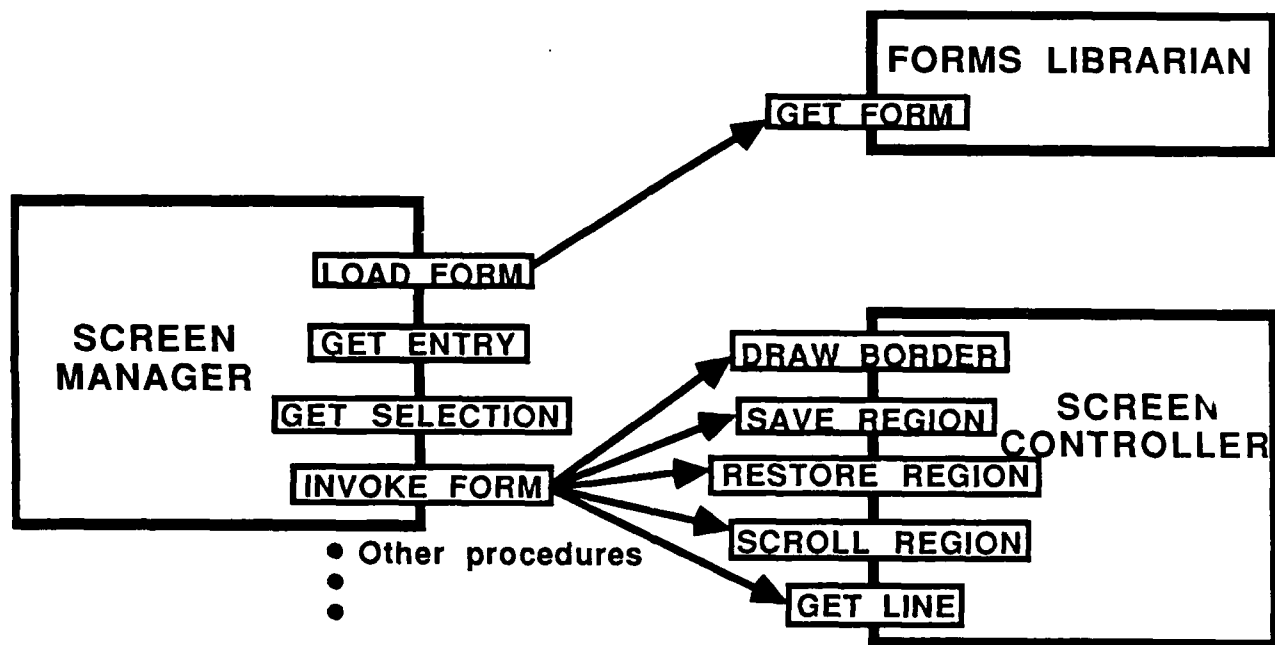 FORMS LIBRARIAN
GET FORM
LOAD FORM
SCREEN
MANAGER
GET ENTRY
GET SELECTION
INVOKE FORM
Other procedures
DRAW BORDER
SAVE REGION
SCREEN
CONTROLLER
RESTORE REGION
SCROLL REGION
GET LINE